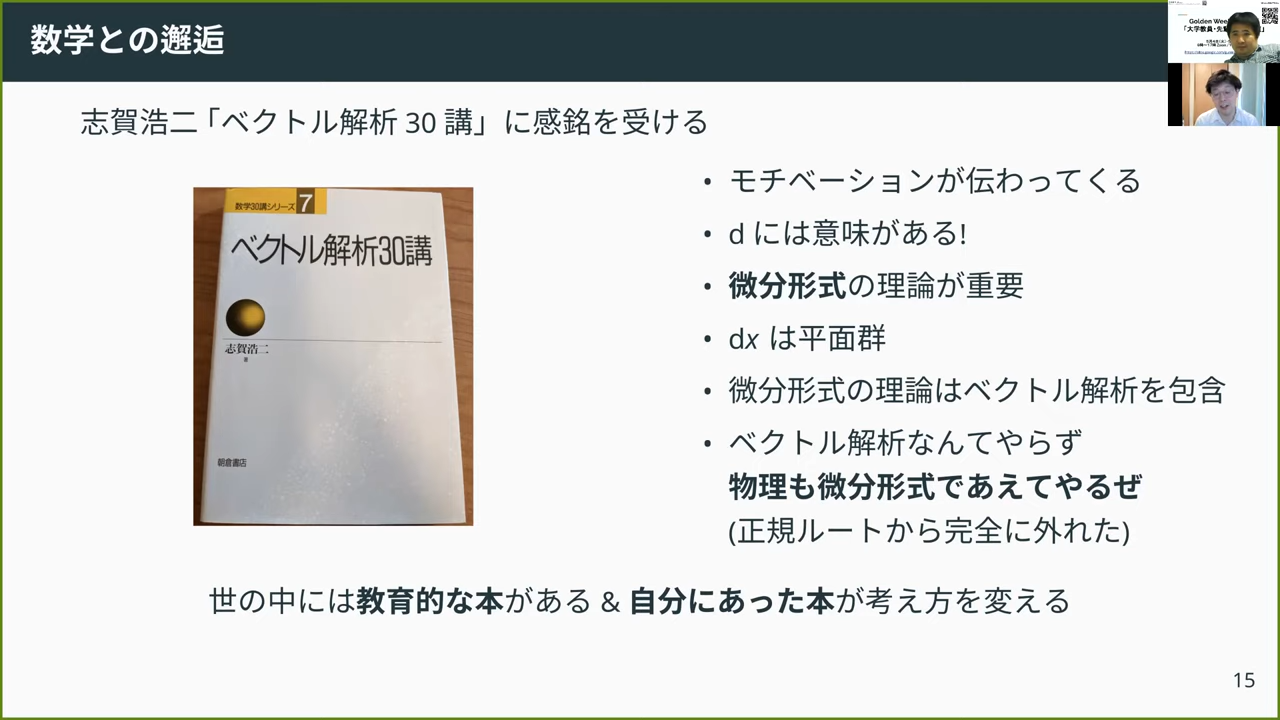 数学との邂逅
志賀浩二「ベクトル解析 30 講」に感銘を受ける
数学30講シリーズ 7
ベクトル解析30講
志賀浩二
著
朝倉書店
• モチベーションが伝わってくる
• d には意味がある!
• 微分形式の理論が重要
• dx は平面群
• 微分形式の理論はベクトル解析を包含
• ベクトル解析なんてやらず
物理も微分形式であえてやるぜ
(正規ルートから完全に外れた)
世の中には教育的な本がある & 自分にあった本が考え方を変える
15
Golden Wee
「大学教員・先